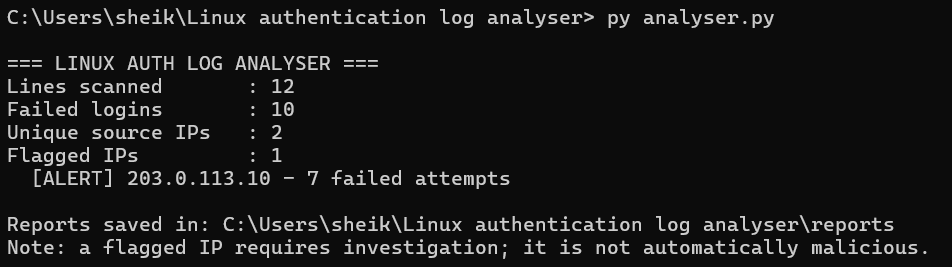 C:\Users\sheik\Linux authentication log analyser> py analyser.py
=== LINUX AUTH LOG ANALYSER ===
Lines scanned       : 12
Failed logins       : 10
Unique source IPs   : 2
Flagged IPs         : 1
  [ALERT] 203.0.113.10 - 7 failed attempts
Reports saved in: C:\Users\sheik\Linux authentication log analyser\reports
Note: a flagged IP requires investigation; it is not automatically malicious.